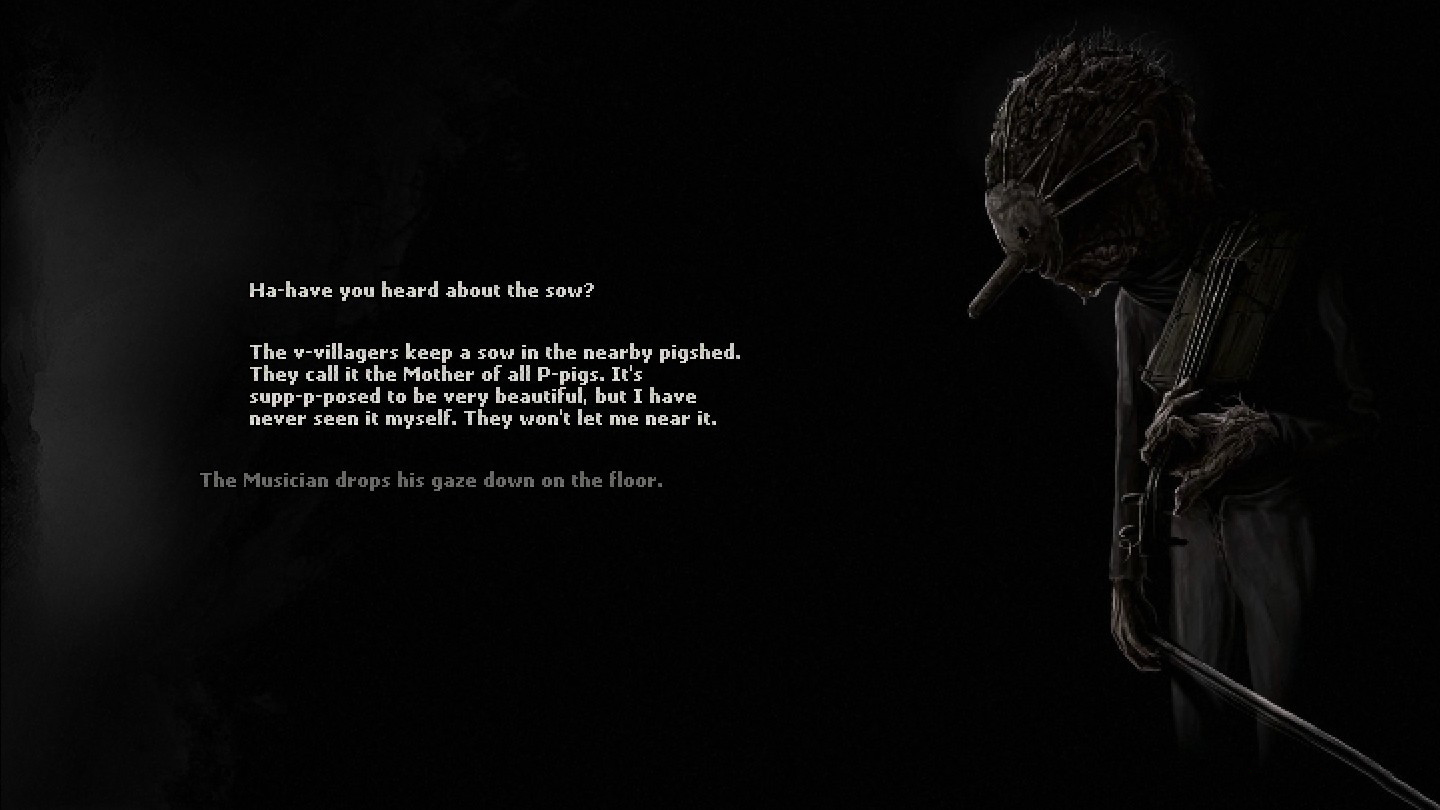 Ha-have you heard about the sow?
The v-villagers keep a sow in the nearby pigshed.
They call it the Mother of all P-pigs. It's
supp-p-posed to be very beautiful, but I have
never seen it myself. They won't let me near it.
The Musician drops his gaze down on the floor.